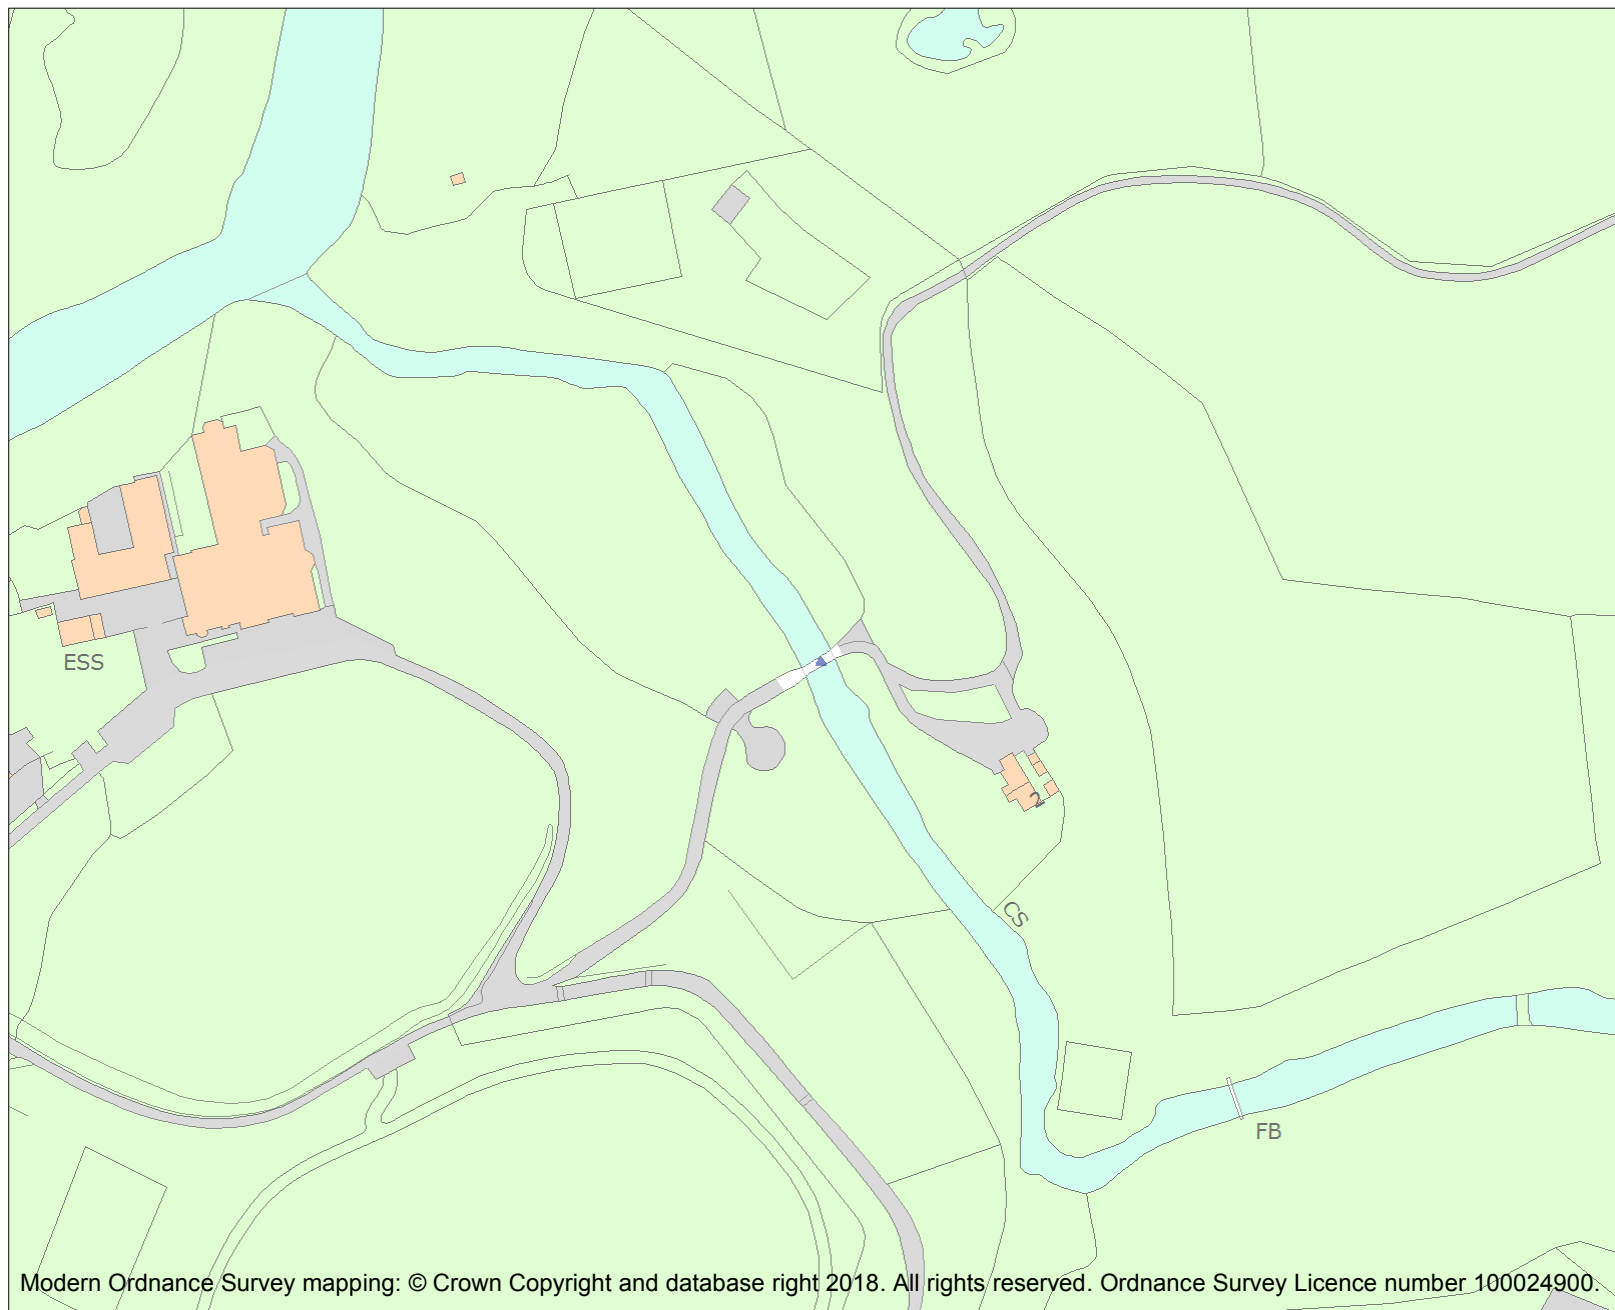 ESS
2
CS
FB
Modern Ordnance Survey mapping: © Crown Copyright and database right 2018. All rights reserved. Ordnance Survey Licence number 100024900.